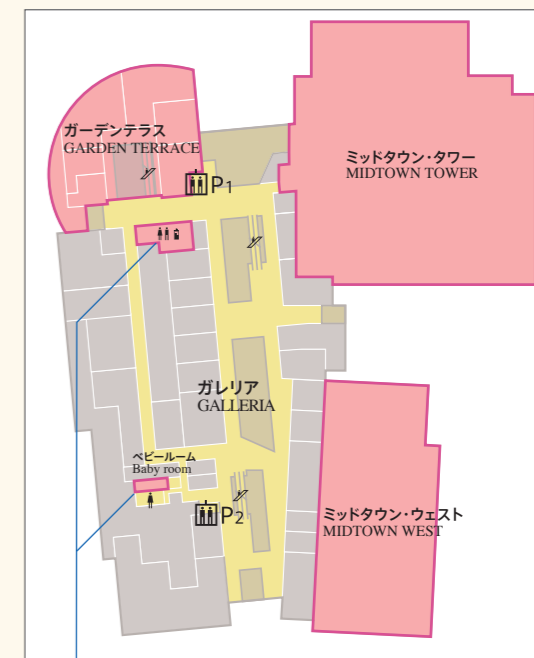 ガーデンテラス
GARDEN TERRACE
ミッドタウン・タワー
MIDTOWN TOWER
P1
ガレリア
GALLERIA
ベビールーム
Baby room
P2
ミッドタウン・ウェスト
MIDTOWN WEST